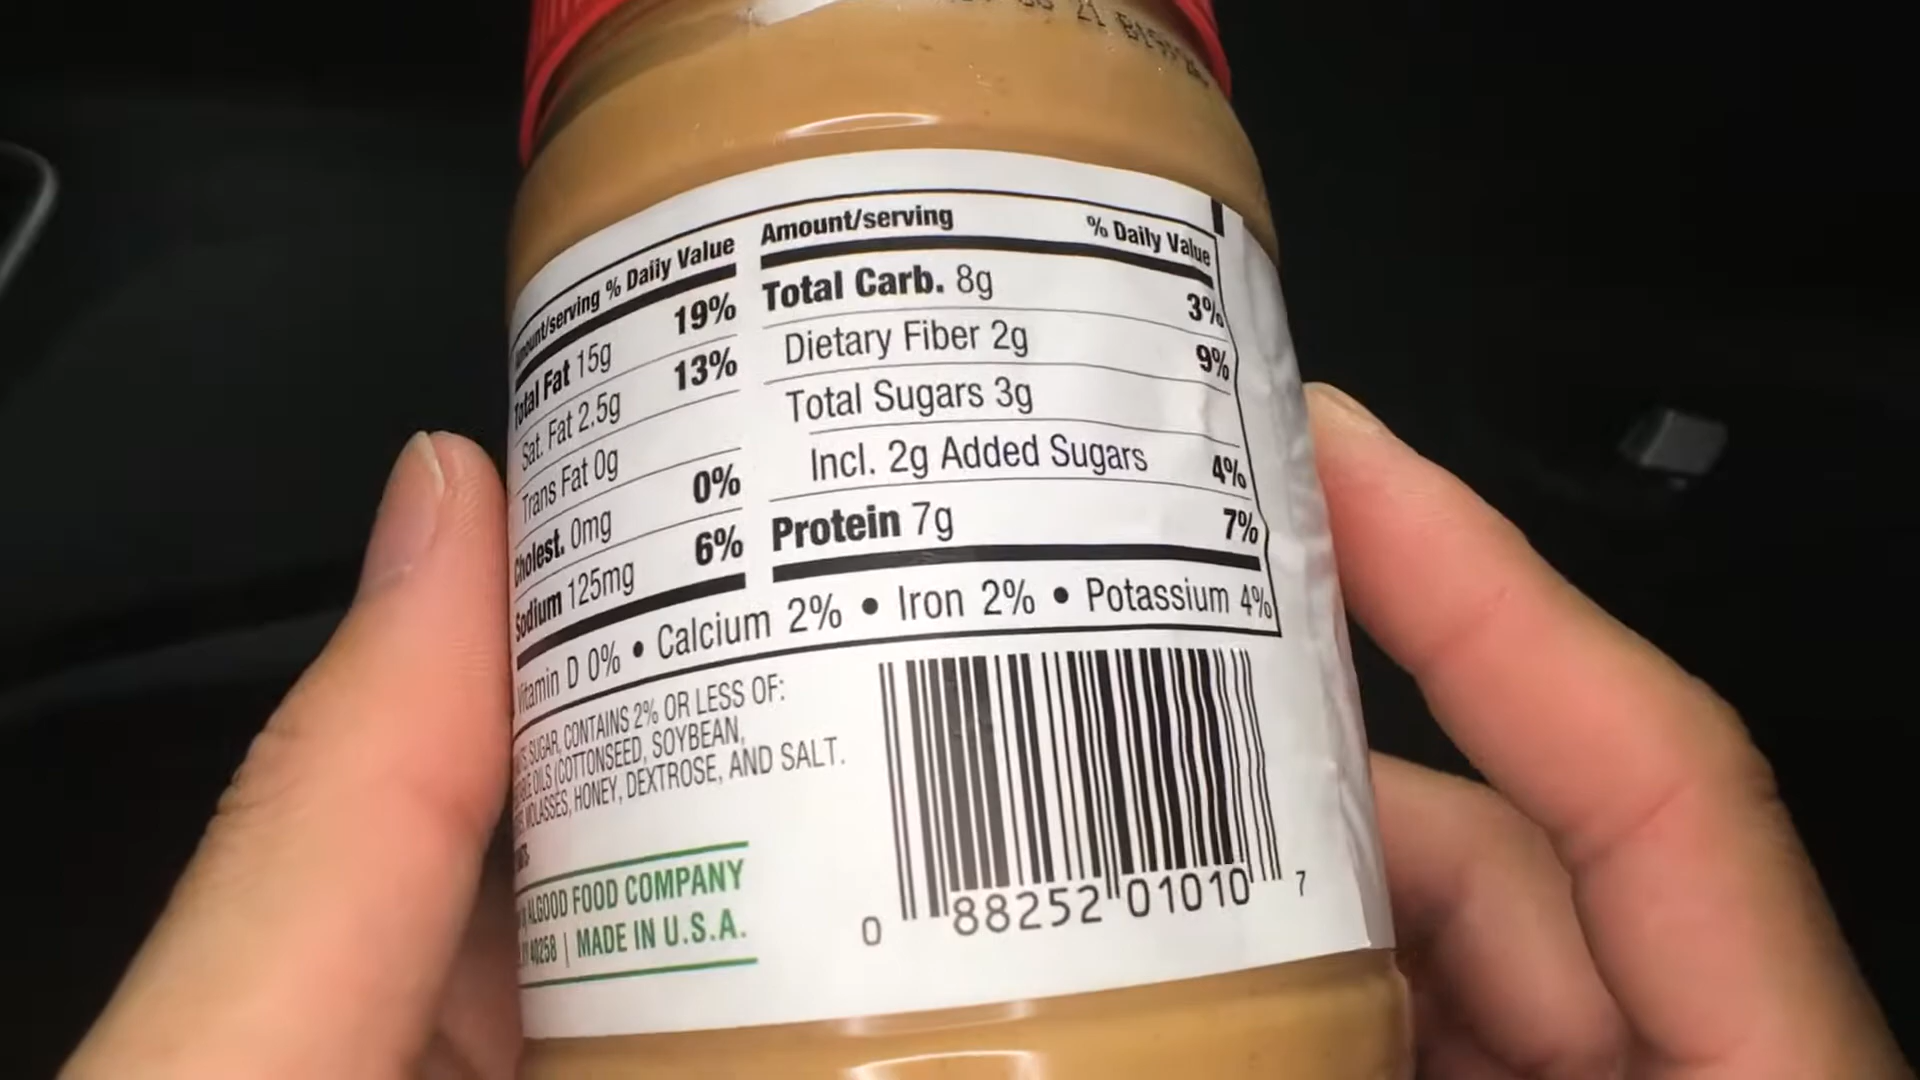 Amount/serving % Daily Value
Total Fat 15g 19%
Sat. Fat 2.5g 13%
Trans Fat 0g
Cholest. 0mg 0%
Sodium 125mg 6%
Amount/serving % Daily Value
Total Carb. 8g 3%
Dietary Fiber 2g 9%
Total Sugars 3g
Incl. 2g Added Sugars 4%
Protein 7g 7%
Vitamin D 0% • Calcium 2% • Iron 2% • Potassium 4%
SUGAR, CONTAINS 2% OR LESS OF:
OILS (COTTONSEED, SOYBEAN,
MOLASSES, HONEY, DEXTROSE, AND SALT.
ALGOOD FOOD COMPANY
40258 | MADE IN U.S.A.
0 88252 01010 7